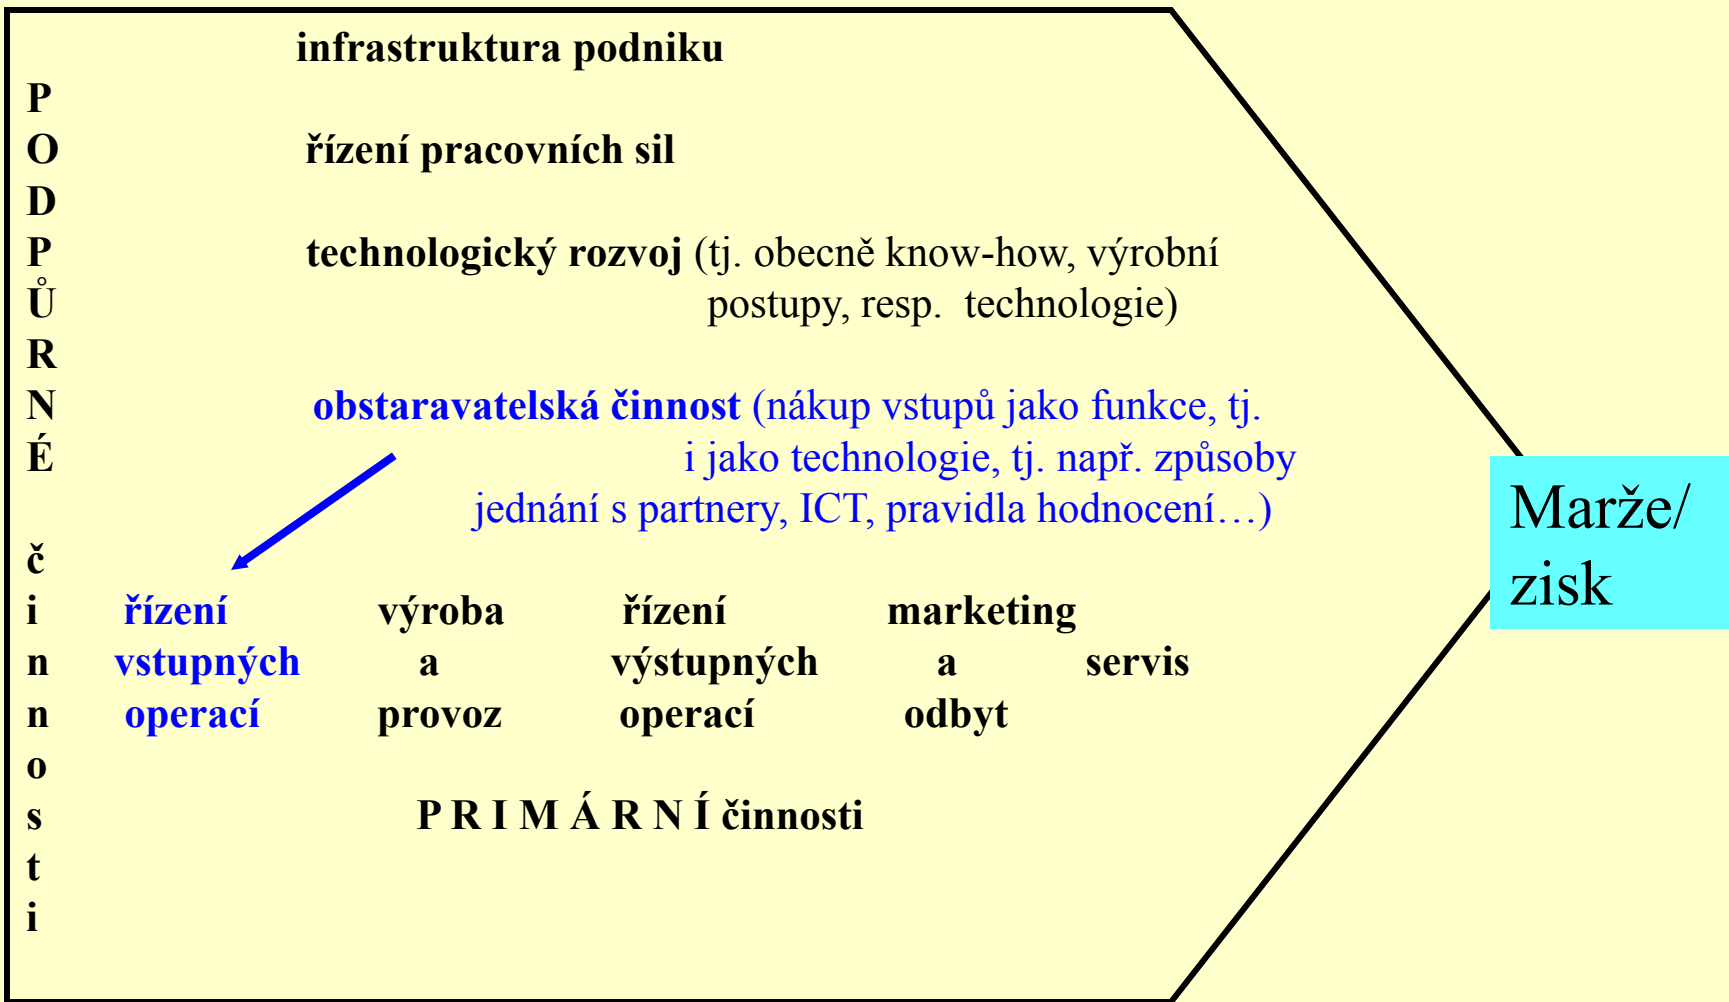 infrastruktura podniku
PODPŮRNÉ činnosti
řízení pracovních sil
technologický rozvoj (tj. obecně know-how, výrobní
postupy, resp. technologie)
obstaravatelská činnost (nákup vstupů jako funkce, tj.
i jako technologie, tj. např. způsoby
jednání s partnery, ICT, pravidla hodnocení…)
řízení
vstupných
operací
výroba
a
provoz
řízení
výstupných
operací
marketing
a
odbyt
servis
P R I M Á R N Í činnosti
Marže/
zisk